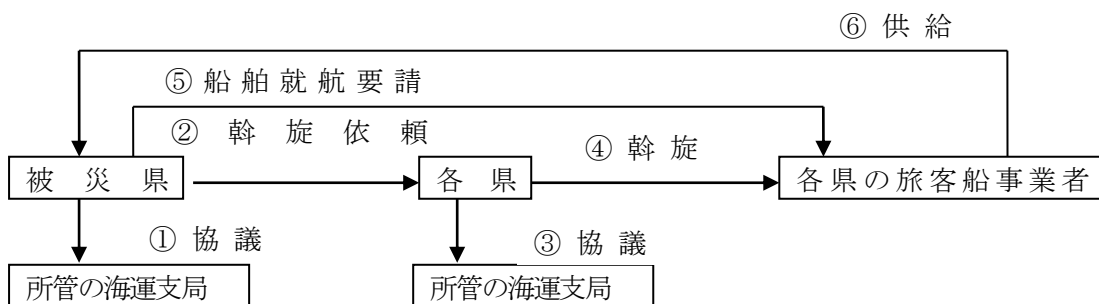 ⑥ 供 給
⑤ 船 舶 就 航 要 請
② 斡 旋 依 頼
④ 斡 旋
被 災 県
各 県
各県の旅客船事業者
① 協 議
③ 協 議
所管の海運支局
所管の海運支局